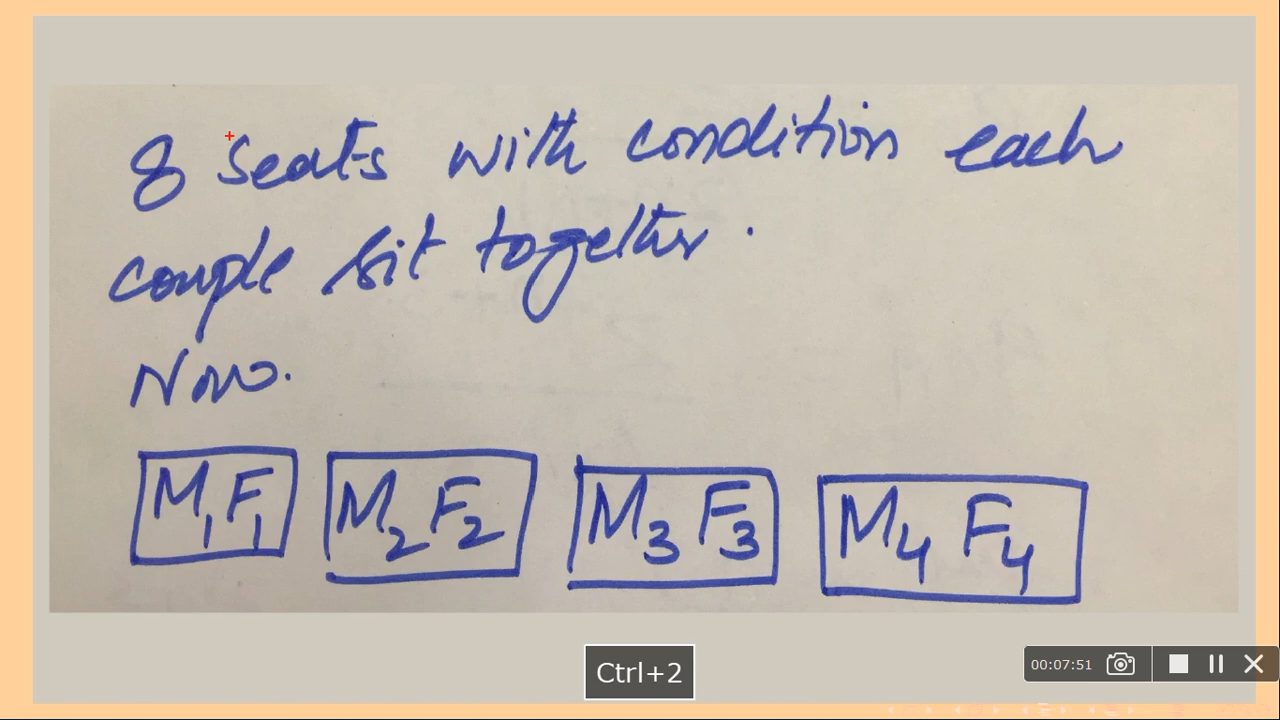 8 seats with condition each
couple sit together.
Now.
M1F1 M2F2 M3F3 M4F4
Ctrl+2
00:07:51